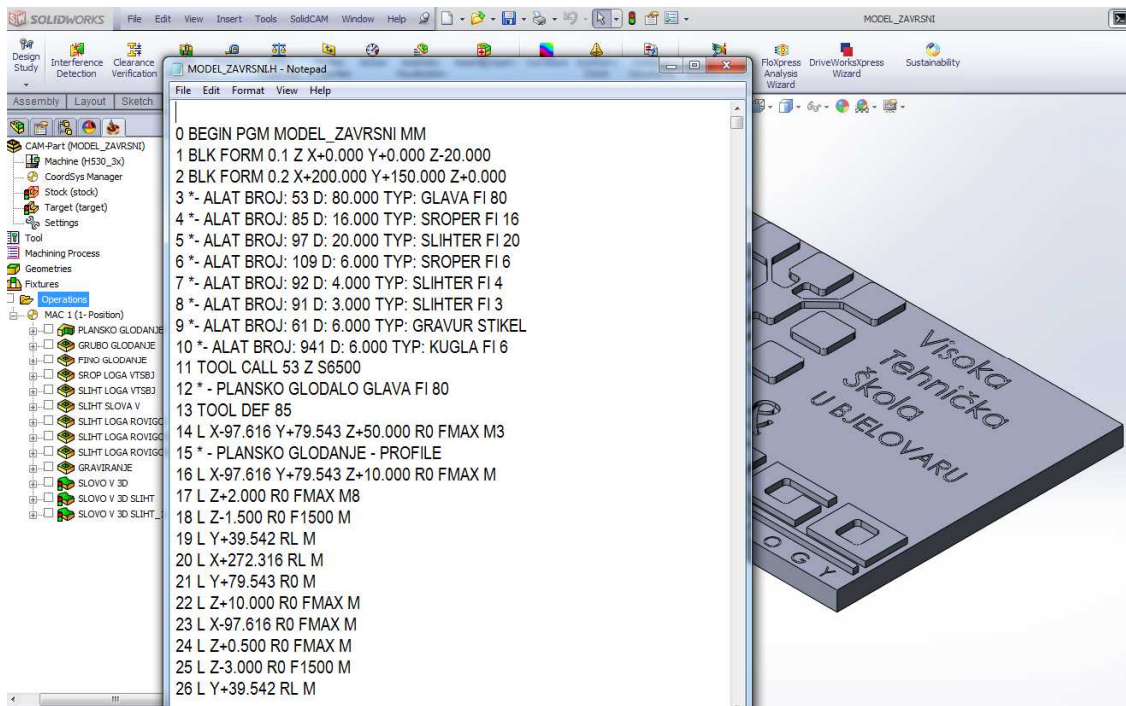 SOLIDWORKS File Edit View Insert Tools SolidCAM Window Help MODEL_ZAVRSNI
Design Study
Interference Detection
Clearance Verification
FloXpress Analysis Wizard
DriveWorksXpress Wizard
Sustainability
Assembly Layout Sketch
CAM-Part (MODEL_ZAVRSNI)
Machine (H530_3x)
CoordSys Manager
Stock (stock)
Target (target)
Settings
Tool
Machining Process
Geometries
Fixtures
Operations
MAC 1 (1- Position)
PLANSKO GLODANJE
GRUBO GLODANJE
FINO GLODANJE
SROP LOGA VTSBJ
SLIHT LOGA VTSBJ
SLIHT SLOVA V
SLIHT LOGA ROVIGO
SLIHT LOGA ROVIGO
SLIHT LOGA ROVIGO
GRAVIRANJE
SLOVO V 3D
SLOVO V 3D SLIHT
SLOVO V 3D SLIHT_
MODEL_ZAVRSNI.H - Notepad
File Edit Format View Help
0 BEGIN PGM MODEL_ZAVRSNI MM
1 BLK FORM 0.1 Z X+0.000 Y+0.000 Z-20.000
2 BLK FORM 0.2 X+200.000 Y+150.000 Z+0.000
3 *- ALAT BROJ: 53 D: 80.000 TYP: GLAVA FI 80
4 *- ALAT BROJ: 85 D: 16.000 TYP: SROPER FI 16
5 *- ALAT BROJ: 97 D: 20.000 TYP: SLIHTER FI 20
6 *- ALAT BROJ: 109 D: 6.000 TYP: SROPER FI 6
7 *- ALAT BROJ: 92 D: 4.000 TYP: SLIHTER FI 4
8 *- ALAT BROJ: 91 D: 3.000 TYP: SLIHTER FI 3
9 *- ALAT BROJ: 61 D: 6.000 TYP: GRAVUR STIKEL
10 *- ALAT BROJ: 941 D: 6.000 TYP: KUGLA FI 6
11 TOOL CALL 53 Z S6500
12 * - PLANSKO GLODALO GLAVA FI 80
13 TOOL DEF 85
14 L X-97.616 Y+79.543 Z+50.000 R0 FMAX M3
15 * - PLANSKO GLODANJE - PROFILE
16 L X-97.616 Y+79.543 Z+10.000 R0 FMAX M
17 L Z+2.000 R0 FMAX M8
18 L Z-1.500 R0 F1500 M
19 L Y+39.542 RL M
20 L X+272.316 RL M
21 L Y+79.543 R0 M
22 L Z+10.000 R0 FMAX M
23 L X-97.616 R0 FMAX M
24 L Z+0.500 R0 FMAX M
25 L Z-3.000 R0 F1500 M
26 L Y+39.542 RL M
Visoka
Tehnička
Škola
U BJELOVARU
O G Y